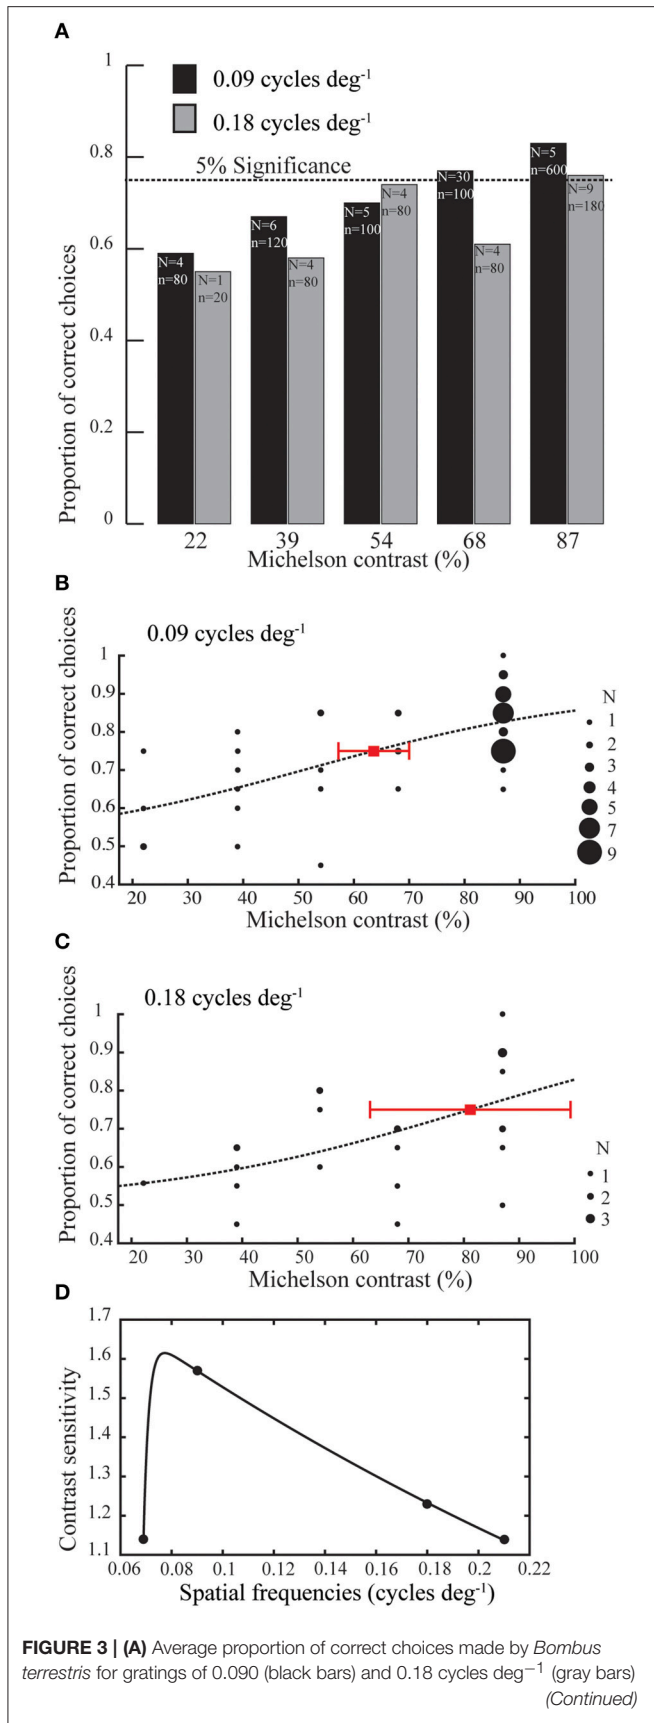 A
1
0.8
0.6
0.4
0.2
0
Proportion of correct choices
0.09 cycles deg-1
0.18 cycles deg-1
5% Significance
N=4
n=80
N=1
n=20
N=6
n=120
N=4
n=80
N=5
n=100
N=4
n=80
N=30
n=100
N=4
n=80
N=5
n=600
N=9
n=180
22 39 54 68 87
Michelson contrast (%)
B
0.09 cycles deg-1
Proportion of correct choices
1
0.9
0.8
0.7
0.6
0.5
0.4
N
1
2
3
4
5
7
9
20 30 40 50 60 70 80 90 100
Michelson contrast (%)
C
0.18 cycles deg-1
Proportion of correct choices
1
0.9
0.8
0.7
0.6
0.5
0.4
N
1
2
3
20 30 40 50 60 70 80 90 100
Michelson contrast (%)
D
Contrast sensitivity
1.7
1.6
1.5
1.4
1.3
1.2
1.1
0.06 0.08 0.1 0.12 0.14 0.16 0.18 0.2 0.22
Spatial frequencies (cycles deg-1)
FIGURE 3 | (A) Average proportion of correct choices made by Bombus
terrestris for gratings of 0.090 (black bars) and 0.18 cycles deg−1 (gray bars)
(Continued)